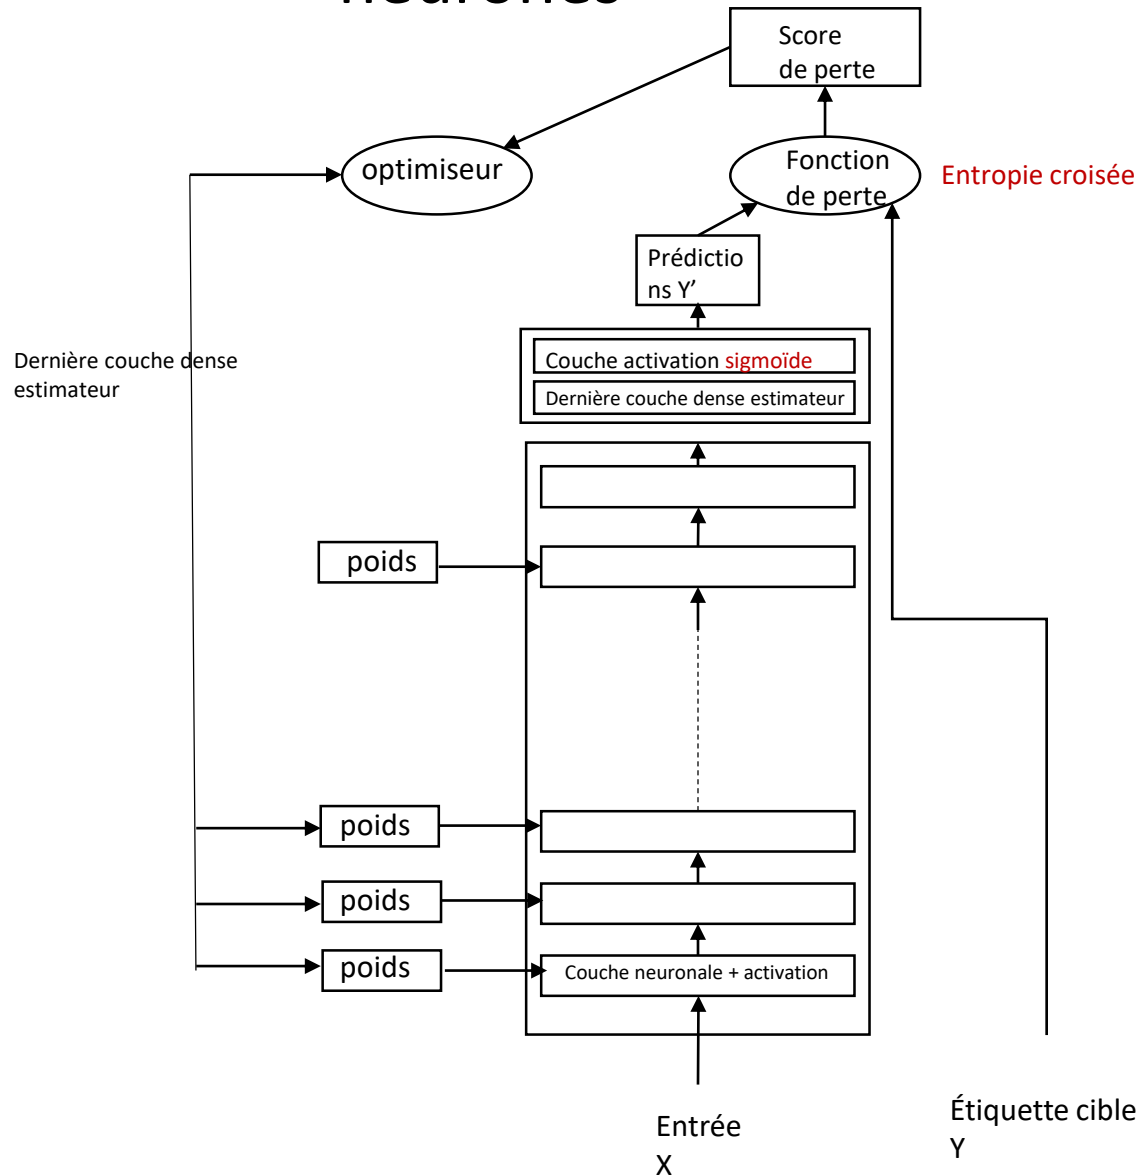 neurones
Score
de perte
optimiseur
Fonction
de perte
Entropie croisée
Prédictio
ns Y’
Dernière couche dense
estimateur
Couche activation sigmoïde
Dernière couche dense estimateur
poids
poids
poids
poids
Couche neuronale + activation
Entrée
X
Étiquette cible
Y